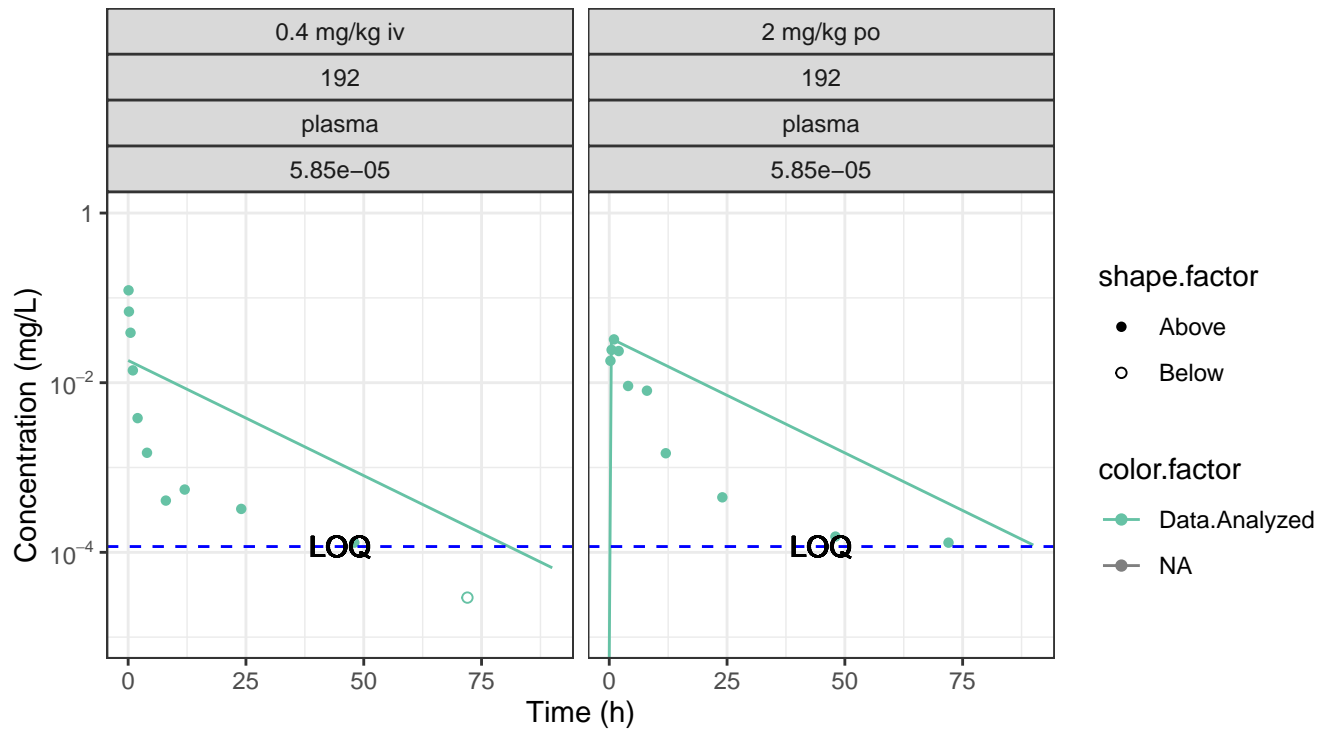 0.4 mg/kg iv
192
plasma
5.85e−05
2 mg/kg po
192
plasma
5.85e−05
1
10⁻²
10⁻⁴
Concentration (mg/L)
LOQ
LOQ
0 25 50 75
0 25 50 75
Time (h)
shape.factor
Above
Below
color.factor
Data.Analyzed
NA